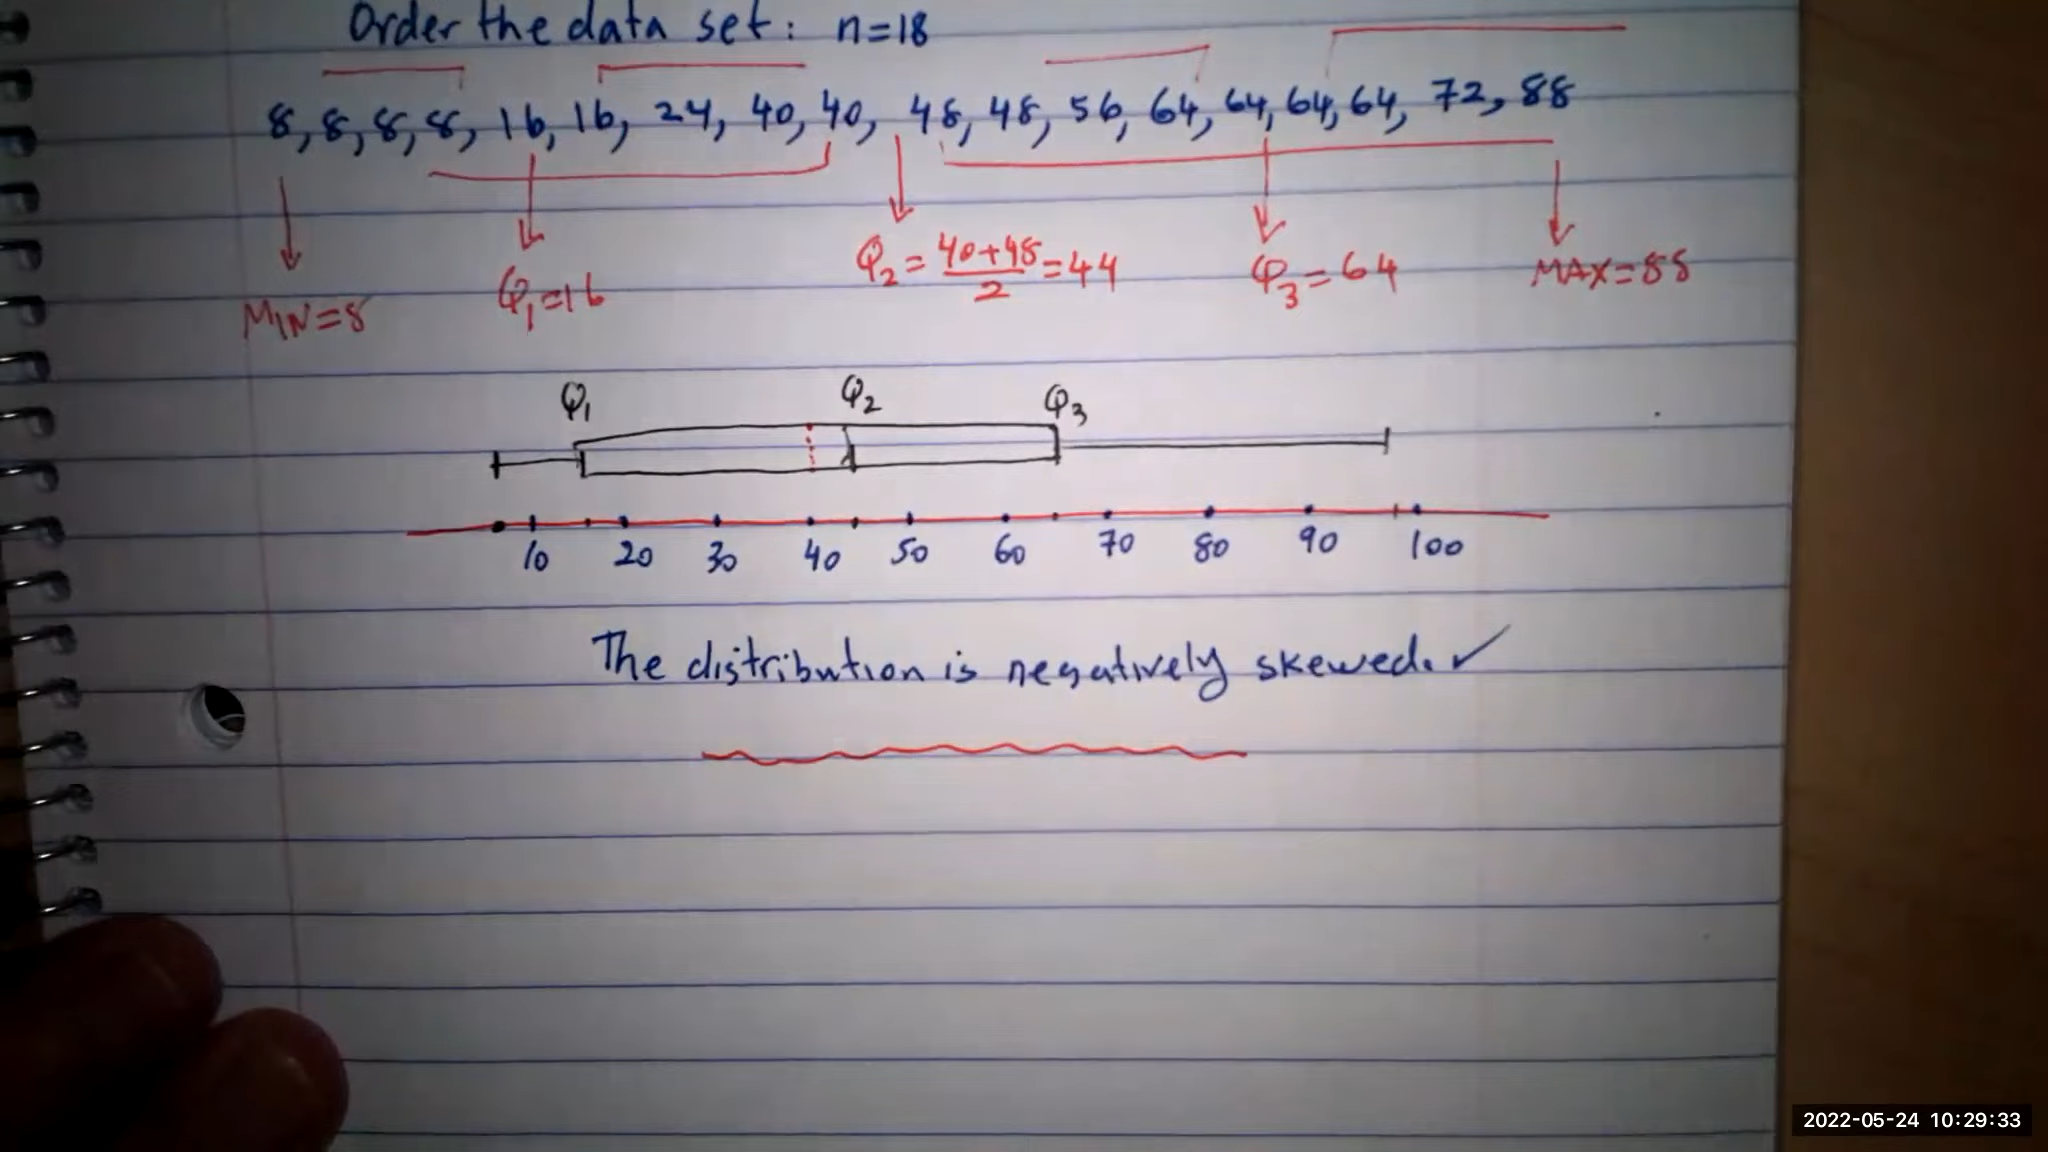 Order the data set: n=18
8, 8, 8, 8, 16, 16, 24, 40, 40, 48, 48, 56, 64, 64, 64, 64, 72, 88
MIN=8 Q1=16 Q2 = 40+48/2 = 44 Q3 = 64 MAX=88
Q1 Q2 Q3
10 20 30 40 50 60 70 80 90 100
The distribution is negatively skewed. ✓
2022-05-24 10:29:33